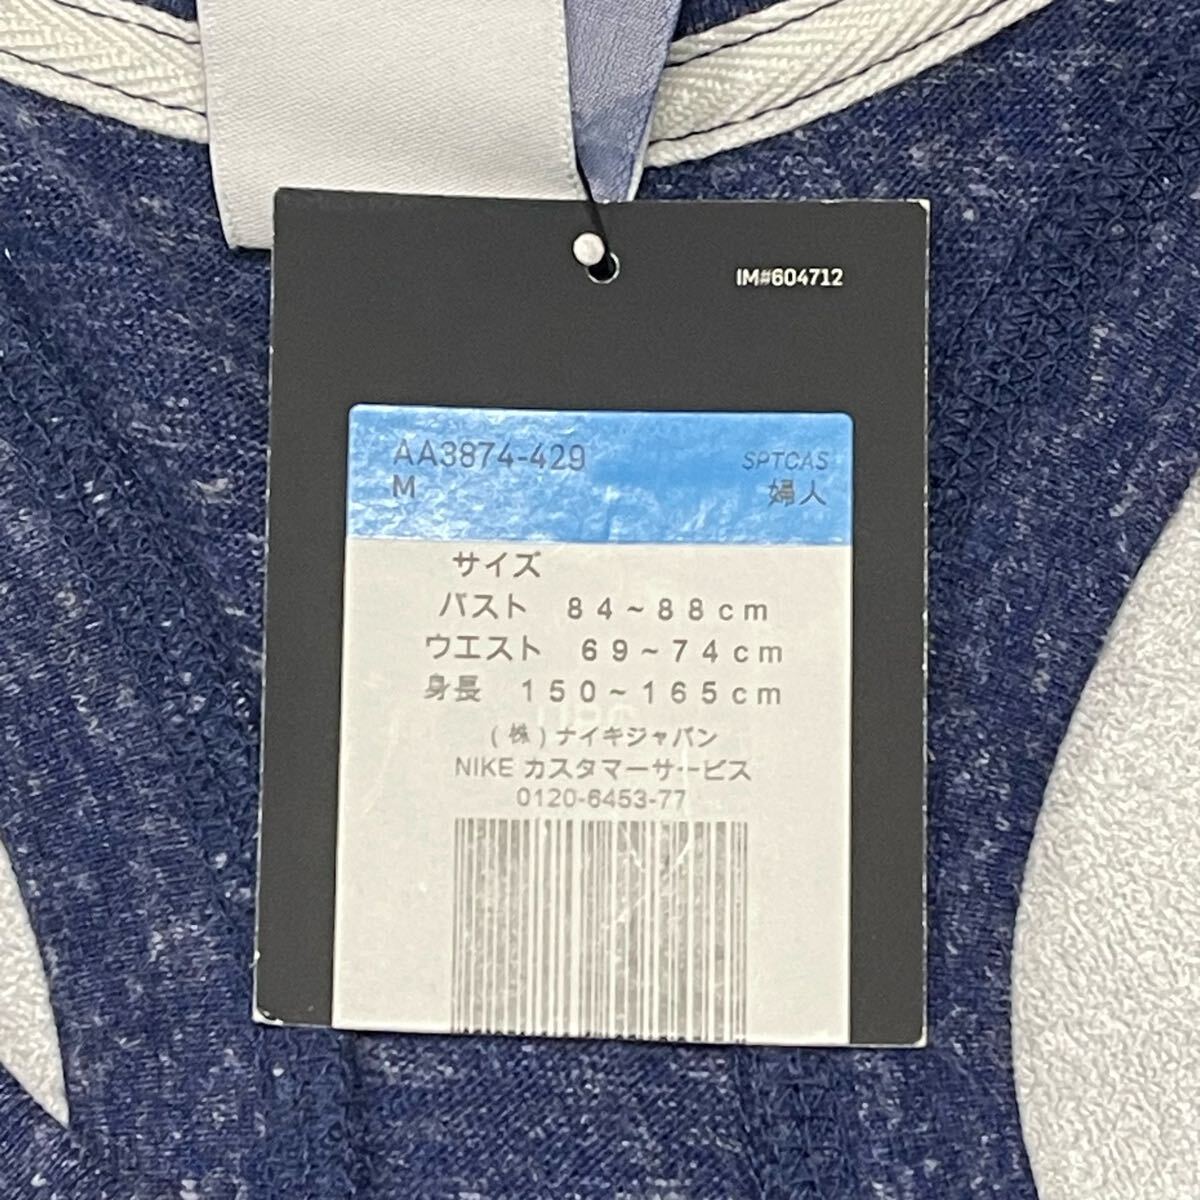 IM#604712
AA3874-429 SPTCAS
M 婦人
サイズ
バスト 84~88cm
ウエスト 69~74cm
身長 150~165cm
(株)ナイキジャパン
NIKE カスタマーサービス
0120-6453-77